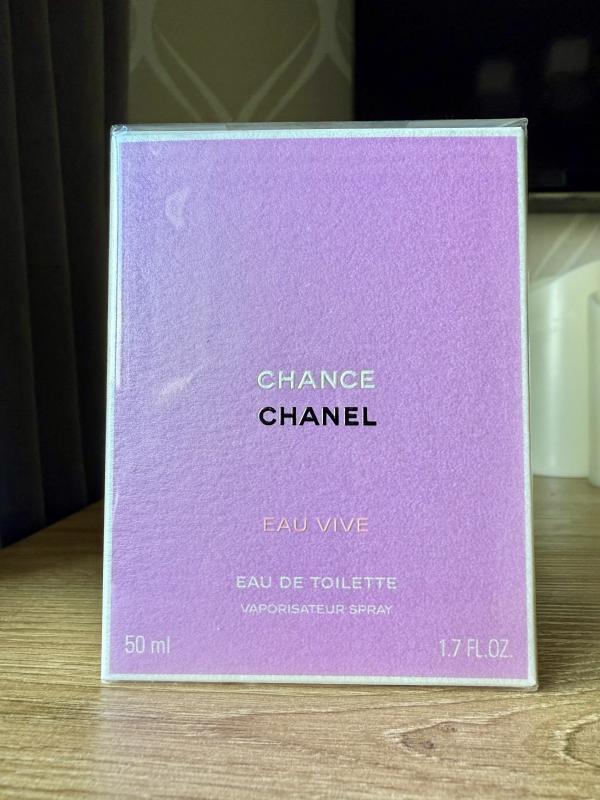 CHANCE
CHANEL
EAU VIVE
EAU DE TOILETTE
VAPORISATEUR SPRAY
50 ml 1.7 FL.OZ.